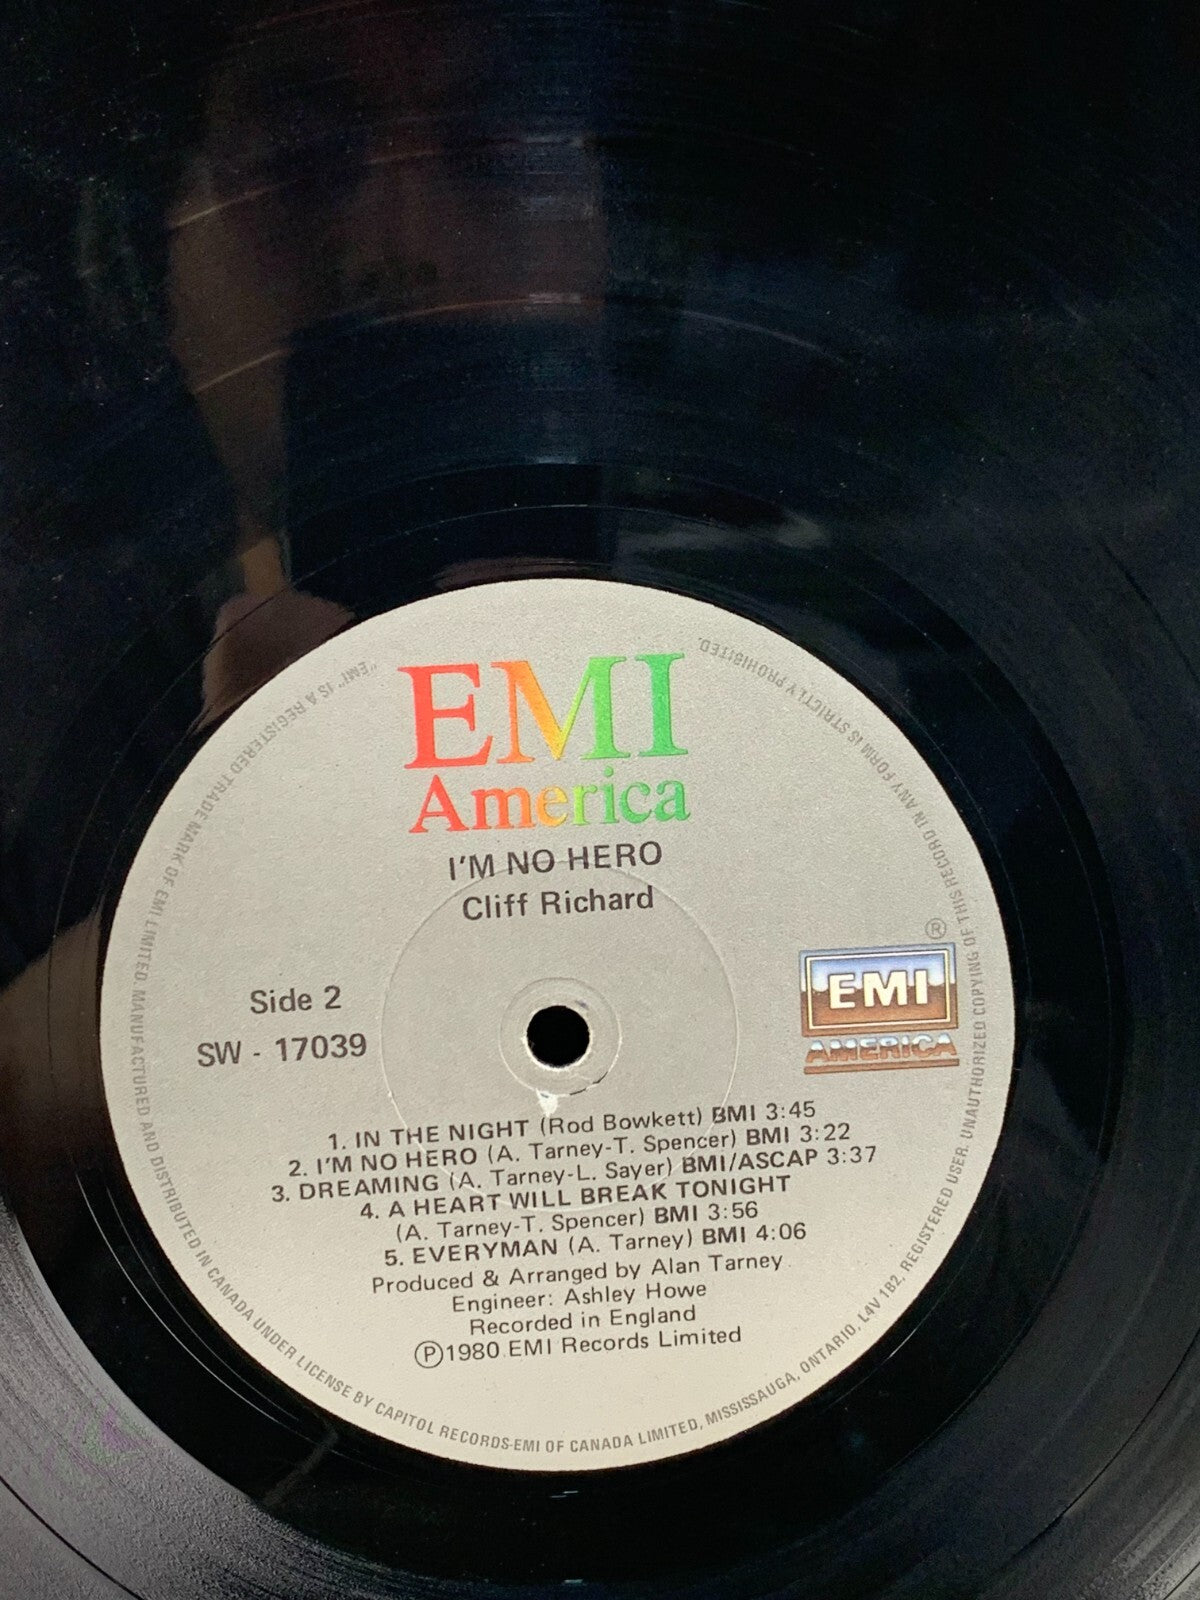 EMI
America
I'M NO HERO
Cliff Richard
Side 2
SW - 17039
®
EMI
AMERICA
1. IN THE NIGHT (Rod Bowkett) BMI 3:45
2. I'M NO HERO (A. Tarney-T. Spencer) BMI 3:22
3. DREAMING (A. Tarney-L. Sayer) BMI/ASCAP 3:37
4. A HEART WILL BREAK TONIGHT
(A. Tarney-T. Spencer) BMI 3:56
5. EVERYMAN (A. Tarney) BMI 4:06
Produced & Arranged by Alan Tarney
Engineer: Ashley Howe
Recorded in England
Ⓟ1980 EMI Records Limited
"EMI" IS A REGISTERED TRADE MARK OF EMI LIMITED. MANUFACTURED AND DISTRIBUTED IN CANADA UNDER LICENSE BY CAPITOL RECORDS-EMI OF CANADA LIMITED, MISSISSAUGA, ONTARIO, L4V 1B2. REGISTERED USER. UNAUTHORIZED COPYING OF THIS RECORD IN ANY FORM IS STRICTLY PROHIBITED.